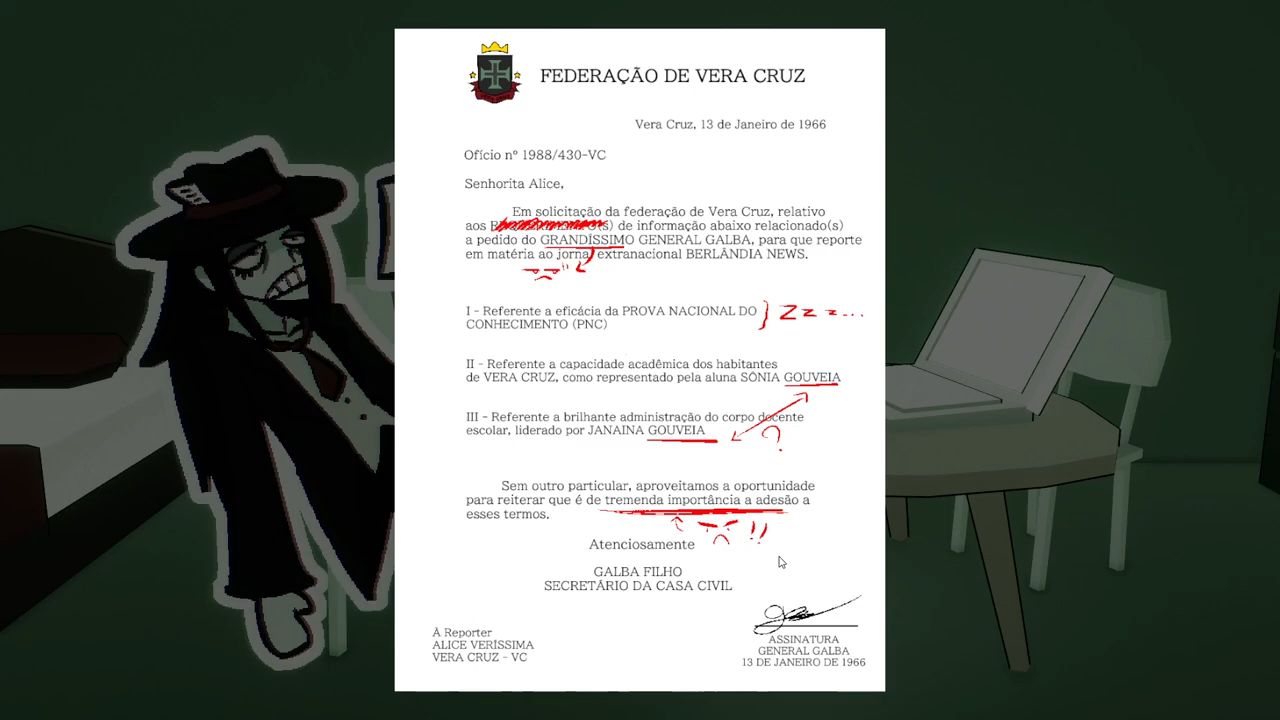 FEDERAÇÃO DE VERA CRUZ
Vera Cruz, 13 de Janeiro de 1966
Ofício nº 1988/430-VC
Senhorita Alice,
Em solicitação da federação de Vera Cruz, relativo
aos (s) de informação abaixo relacionado(s)
a pedido do GRANDÍSSIMO GENERAL GALBA, para que reporte
em matéria ao jornal extranacional BERLÂNDIA NEWS.
I - Referente a eficácia da PROVA NACIONAL DO
CONHECIMENTO (PNC)
Z z z ...
II - Referente a capacidade acadêmica dos habitantes
de VERA CRUZ, como representado pela aluna SÔNIA GOUVEIA
III - Referente a brilhante administração do corpo docente
escolar, liderado por JANAINA GOUVEIA
?
Sem outro particular, aproveitamos a oportunidade
para reiterar que é de tremenda importância a adesão a
esses termos.
!!
Atenciosamente
GALBA FILHO
SECRETÁRIO DA CASA CIVIL
À Reporter
ALICE VERÍSSIMA
VERA CRUZ - VC
ASSINATURA
GENERAL GALBA
13 DE JANEIRO DE 1966